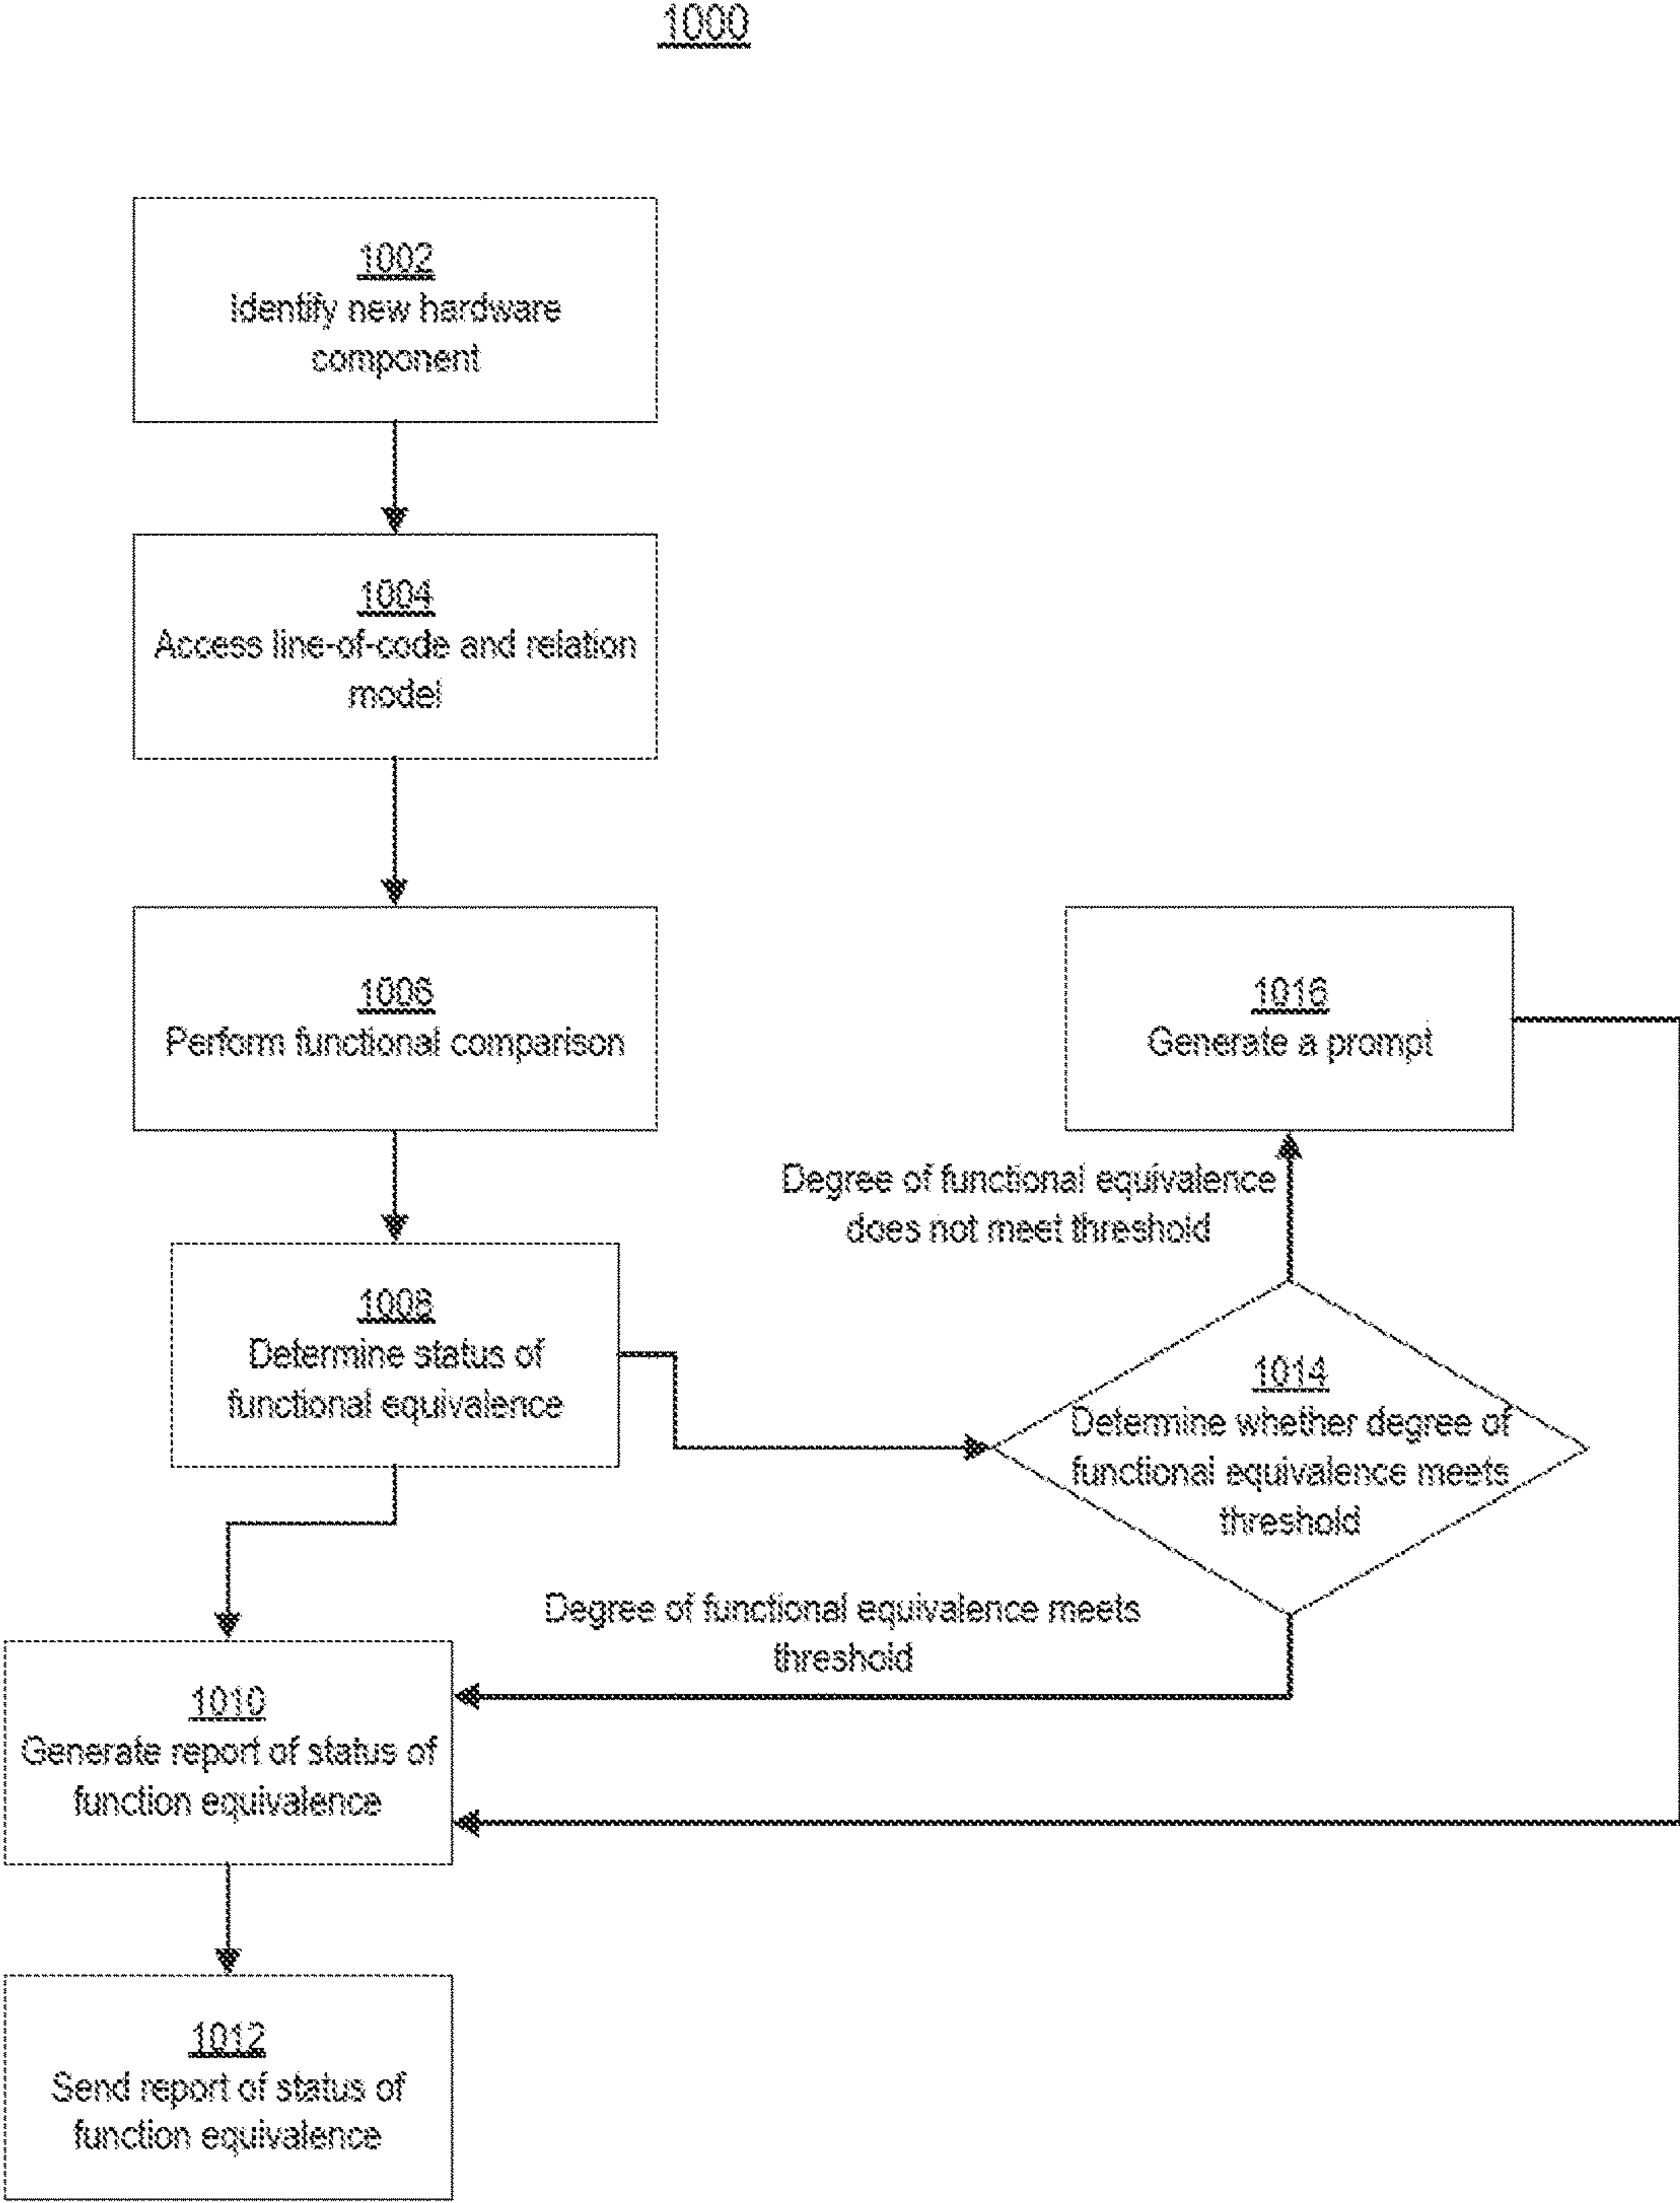 1000
1002
Identify new hardware
component
1004
Access line-of-code and relation
model
1006
Perform functional comparison
1016
Generate a prompt
Degree of functional equivalence
does not meet threshold
1008
Determine status of
functional equivalence
1014
Determine whether degree of
functional equivalence meets
threshold
Degree of functional equivalence meets
threshold
1010
Generate report of status of
function equivalence
1012
Send report of status of
function equivalence